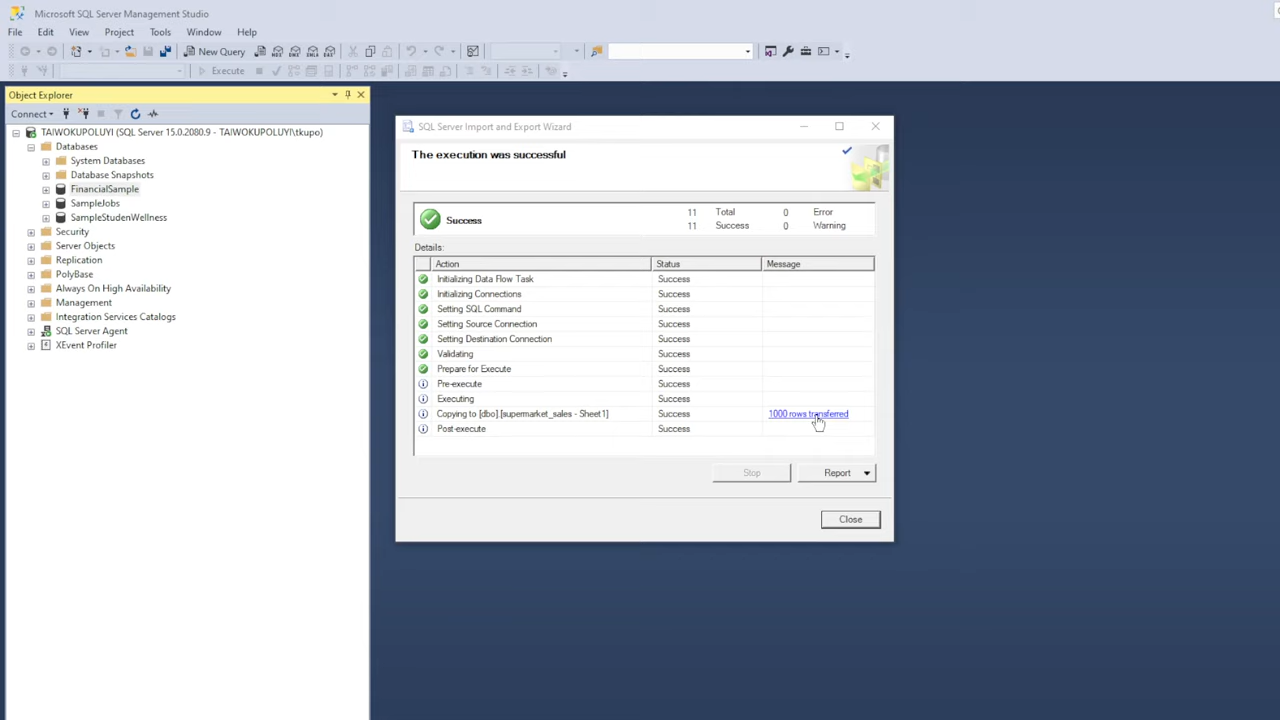 Microsoft SQL Server Management Studio
File Edit View Project Tools Window Help
New Query
Execute
Object Explorer
Connect
TAIWOKUPOLUYI (SQL Server 15.0.2080.9 - TAIWOKUPOLUYI\tkupo)
Databases
System Databases
Database Snapshots
FinancialSample
SampleJobs
SampleStudenWellness
Security
Server Objects
Replication
PolyBase
Always On High Availability
Management
Integration Services Catalogs
SQL Server Agent
XEvent Profiler
SQL Server Import and Export Wizard
The execution was successful
Success 11 Total 0 Error
11 Success 0 Warning
Details:
Action Status Message
Initializing Data Flow Task Success
Initializing Connections Success
Setting SQL Command Success
Setting Source Connection Success
Setting Destination Connection Success
Validating Success
Prepare for Execute Success
Pre-execute Success
Executing Success
Copying to [dbo].[supermarket_sales - Sheet1] Success 1000 rows transferred
Post-execute Success
Stop Report
Close